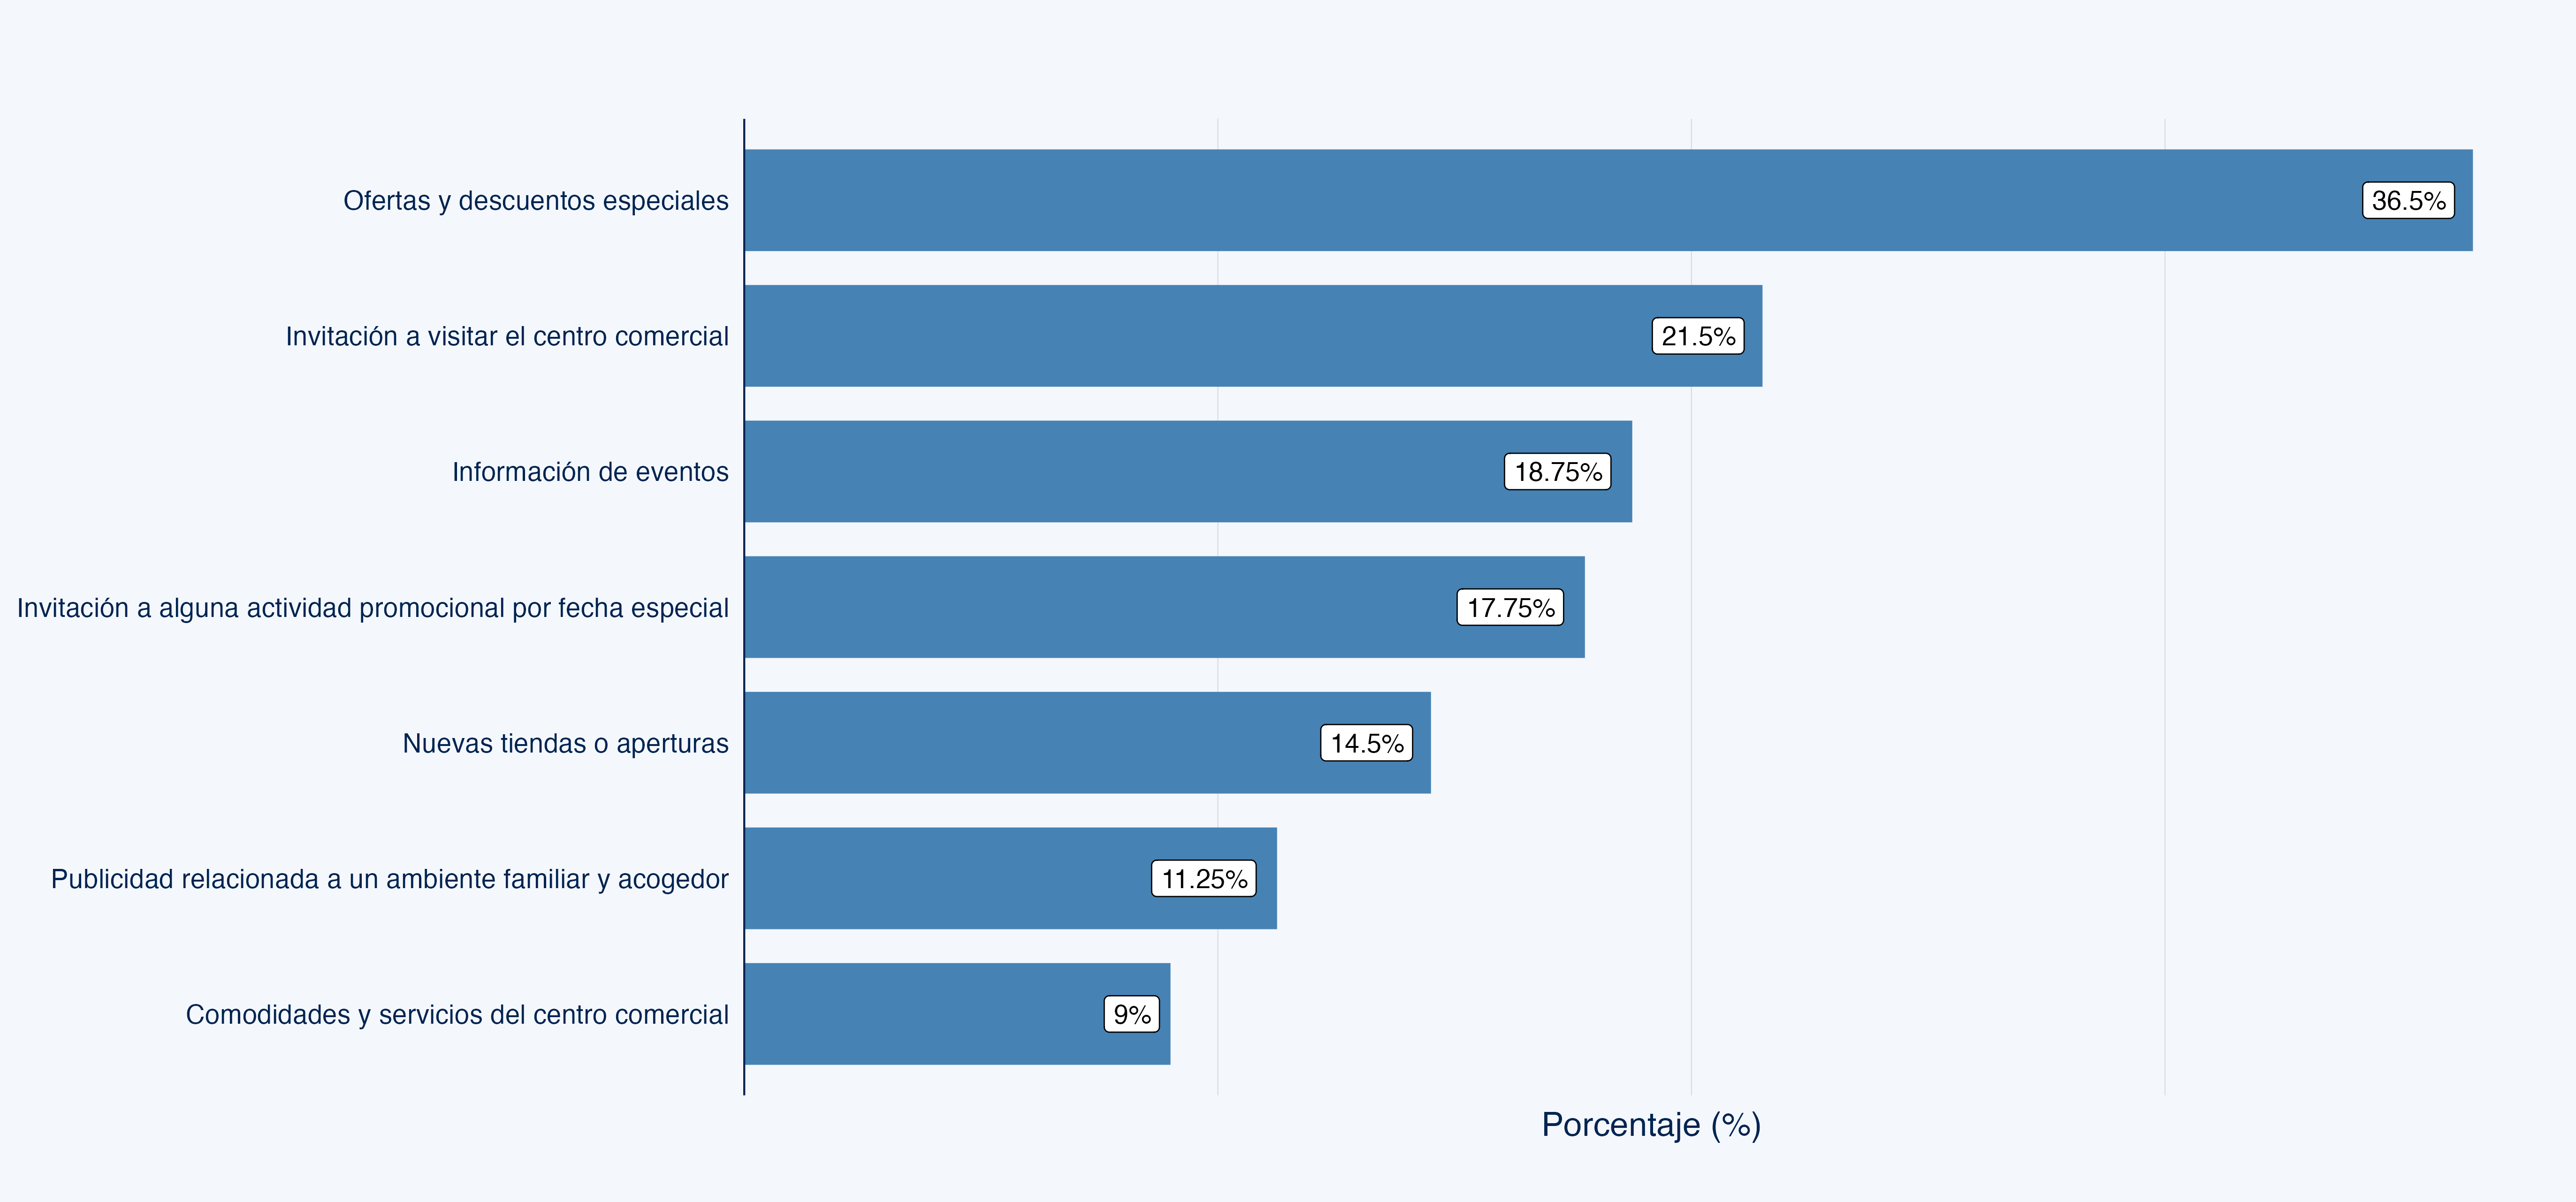 Ofertas y descuentos especiales
36.5%
Invitación a visitar el centro comercial
21.5%
Información de eventos
18.75%
Invitación a alguna actividad promocional por fecha especial
17.75%
Nuevas tiendas o aperturas
14.5%
Publicidad relacionada a un ambiente familiar y acogedor
11.25%
Comodidades y servicios del centro comercial
9%
Porcentaje (%)